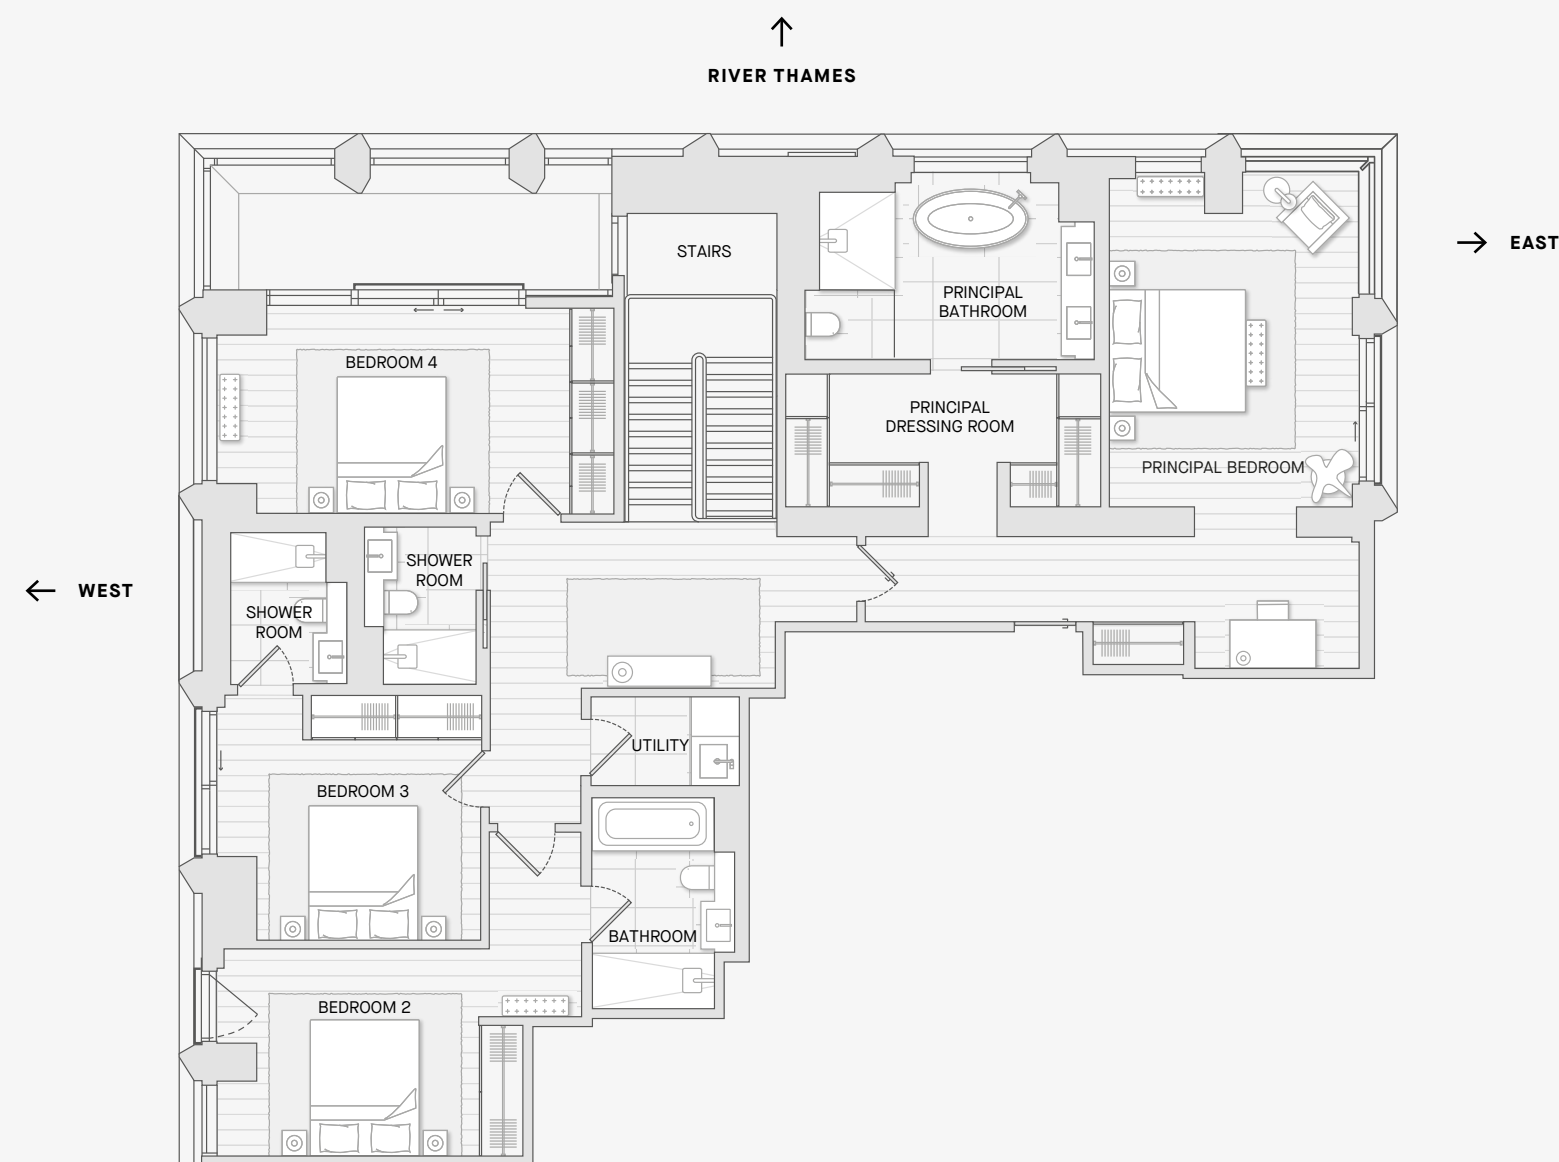 RIVER THAMES
EAST
STAIRS
PRINCIPAL
BATHROOM
BEDROOM 4
PRINCIPAL
DRESSING ROOM
PRINCIPAL BEDROOM
SHOWER
ROOM
WEST
SHOWER
ROOM
UTILITY
BEDROOM 3
BATHROOM
BEDROOM 2